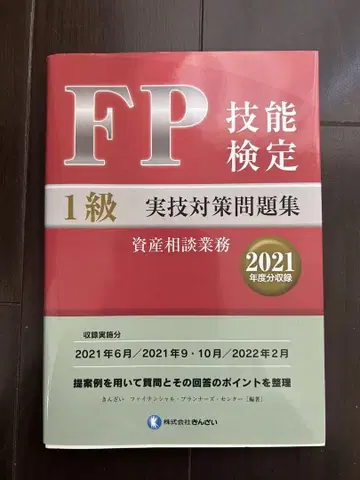 FP
技能
検定
1級 実技対策問題集
資産相談業務
2021
年度分収録
収録実施分
2021年6月/2021年9・10月/2022年2月
提案例を用いて質問とその回答のポイントを整理
きんざい ファイナンシャル・プランナーズ・センター [編著]
株式会社きんざい